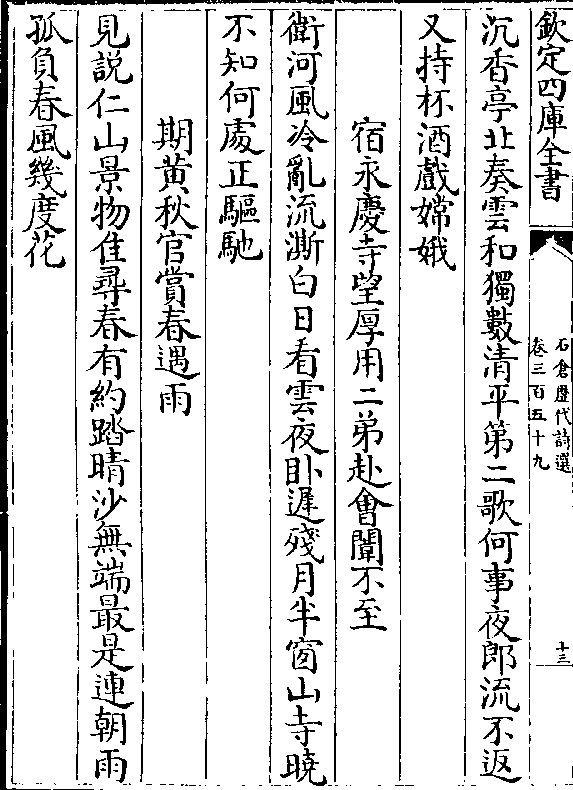 欽定四庫全書
石倉歷代詩選
卷三百五十九
十三
沉香亭北奏雲和獨數清平第二歌何事夜郎流不返
又持杯酒戲嫦娥
宿永慶寺望厚用二弟赴會聞不至
衛河風冷亂流澌白日看雲夜卧遲殘月半窗山寺曉
不知何處正驅馳
期黃秋官賞春遇雨
見説仁山景物佳尋春有約踏晴沙無端最是連朝雨
孤負春風幾度花